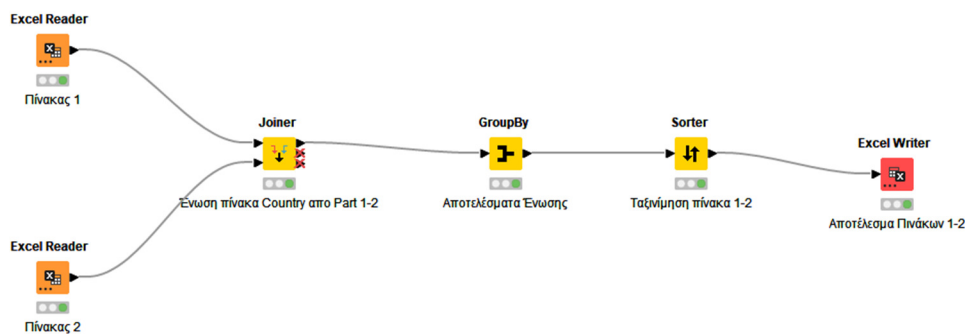 Excel Reader
Πίνακας 1
Joiner
Ένωση πίνακα Country απο Part 1-2
GroupBy
Αποτελέσματα Ένωσης
Sorter
Ταξινίμηση πίνακα 1-2
Excel Writer
Αποτέλεσμα Πινάκων 1-2
Excel Reader
Πίνακας 2